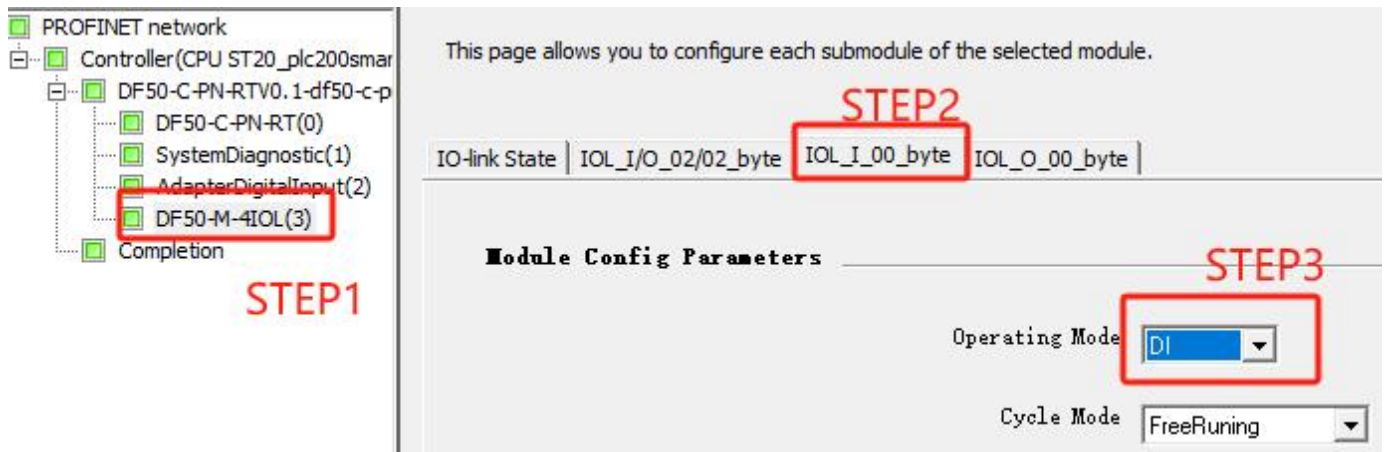 PROFINET network
Controller(CPU ST20_plc200smar
DF50-C-PN-RTV0.1-df50-c-p
DF50-C-PN-RT(0)
SystemDiagnostic(1)
AdapterDigitalInput(2)
DF50-M-4IOL(3)
Completion
STEP1
This page allows you to configure each submodule of the selected module.
STEP2
IO-link State
IOL_I/O_02/02_byte
IOL_I_00_byte
IOL_O_00_byte
Module Config Parameters
STEP3
Operating Mode
DI
Cycle Mode
FreeRuning